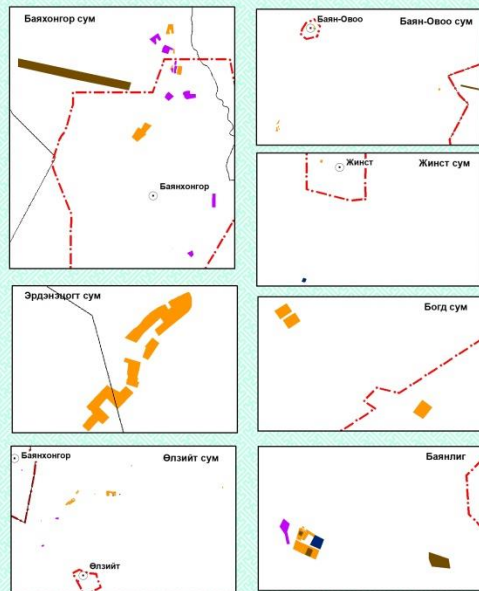 Баяхонгор сум
Баянхонгор
Баян-Овоо
Баян-Овоо сум
Жинст
Жинст сум
Эрдэнэцогт сум
Богд сум
Баянхонгор
Өлзийт сум
Өлзийт
Баянлиг